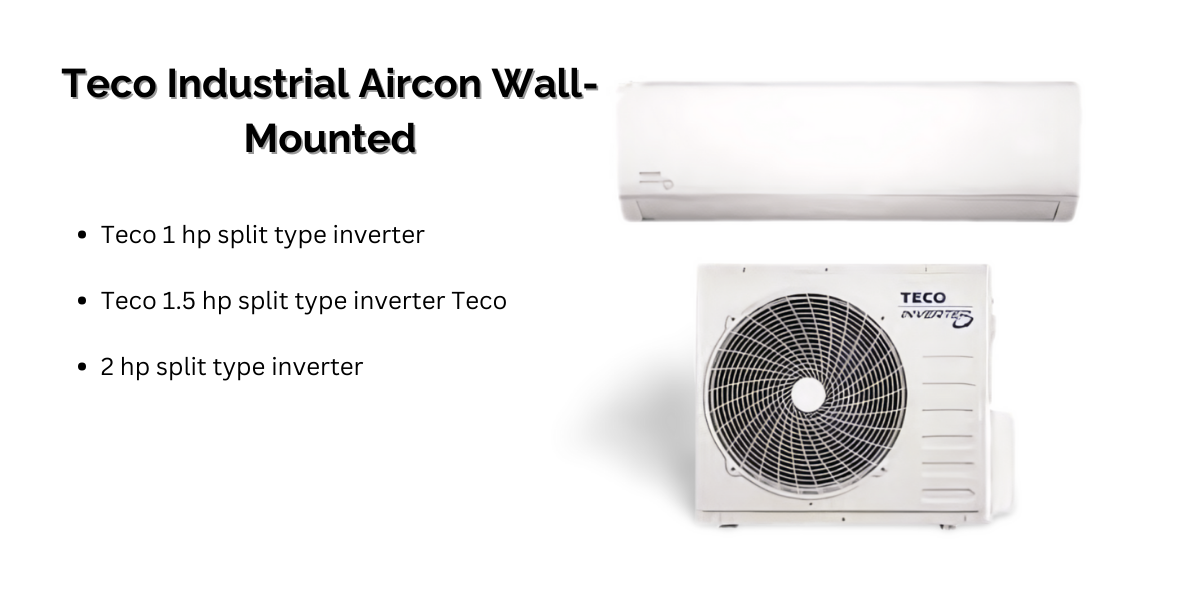 Teco Industrial Aircon Wall-
Mounted
Teco 1 hp split type inverter
Teco 1.5 hp split type inverter Teco
2 hp split type inverter
TECO
INVERTER